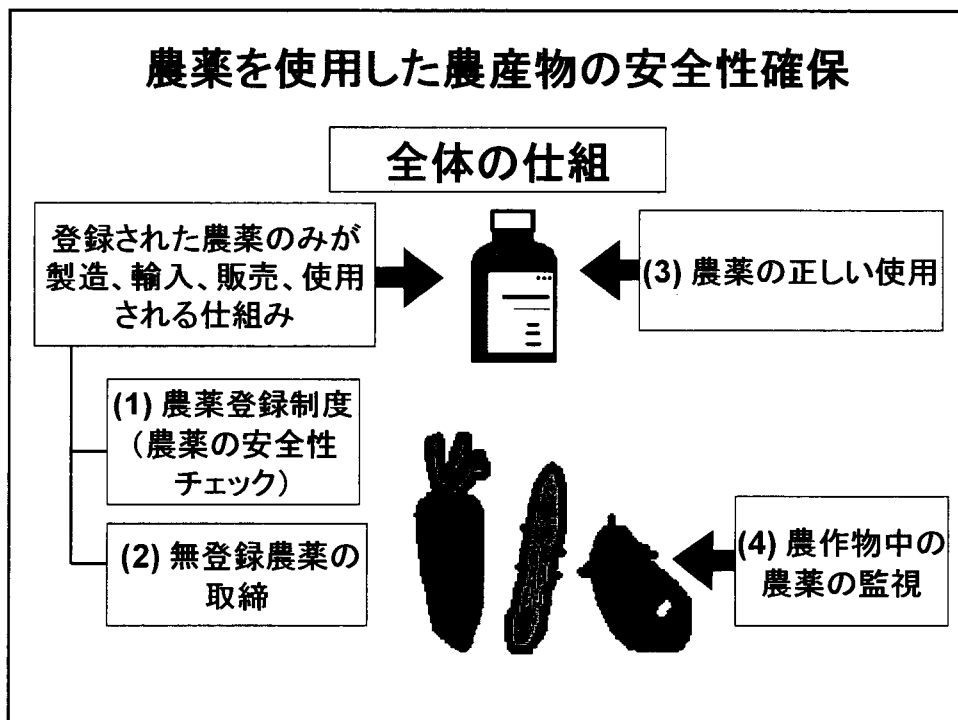 農薬を使用した農産物の安全性確保
全体の仕組
登録された農薬のみが
製造、輸入、販売、使用
される仕組み
(3) 農薬の正しい使用
(1) 農薬登録制度
（農薬の安全性
チェック）
(2) 無登録農薬の
取締
(4) 農作物中の
農薬の監視